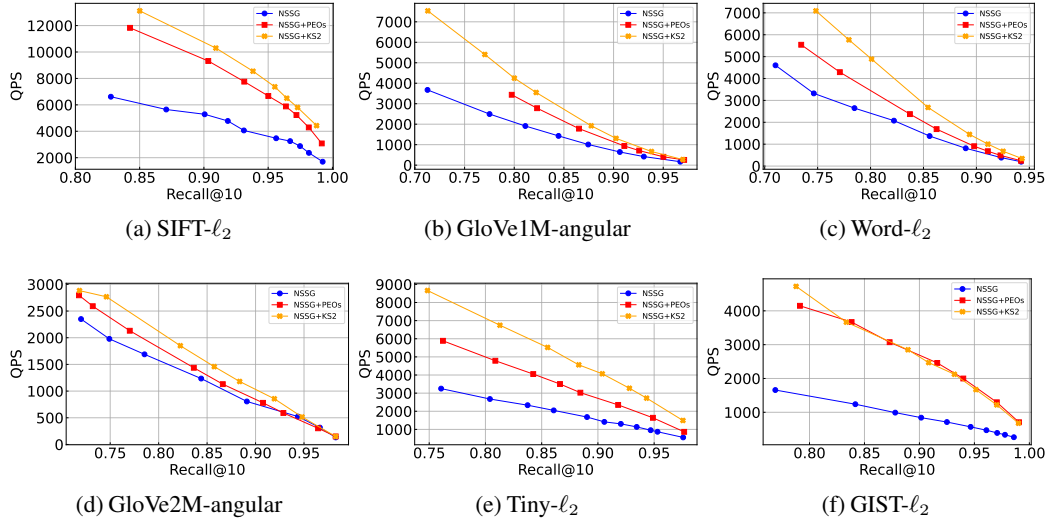 12000
10000
8000
6000
4000
2000
QPS
0.80
0.85
0.90
0.95
1.00
Recall@10
NSSG
NSSG+PEOs
NSSG+KS2
(a) SIFT-ℓ₂
7000
6000
5000
4000
3000
2000
1000
0
QPS
0.70
0.75
0.80
0.85
0.90
0.95
Recall@10
NSSG
NSSG+PEOs
NSSG+KS2
(b) GloVe1M-angular
7000
6000
5000
4000
3000
2000
1000
0
QPS
0.70
0.75
0.80
0.85
0.90
0.95
Recall@10
NSSG
NSSG+PEOs
NSSG+KS2
(c) Word-ℓ₂
3000
2500
2000
1500
1000
500
0
QPS
0.75
0.80
0.85
0.90
0.95
Recall@10
NSSG
NSSG+PEOs
NSSG+KS2
(d) GloVe2M-angular
9000
8000
7000
6000
5000
4000
3000
2000
1000
QPS
0.75
0.80
0.85
0.90
0.95
Recall@10
NSSG
NSSG+PEOs
NSSG+KS2
(e) Tiny-ℓ₂
4000
3000
2000
1000
QPS
0.80
0.85
0.90
0.95
1.00
Recall@10
NSSG
NSSG+PEOs
NSSG+KS2
(f) GIST-ℓ₂